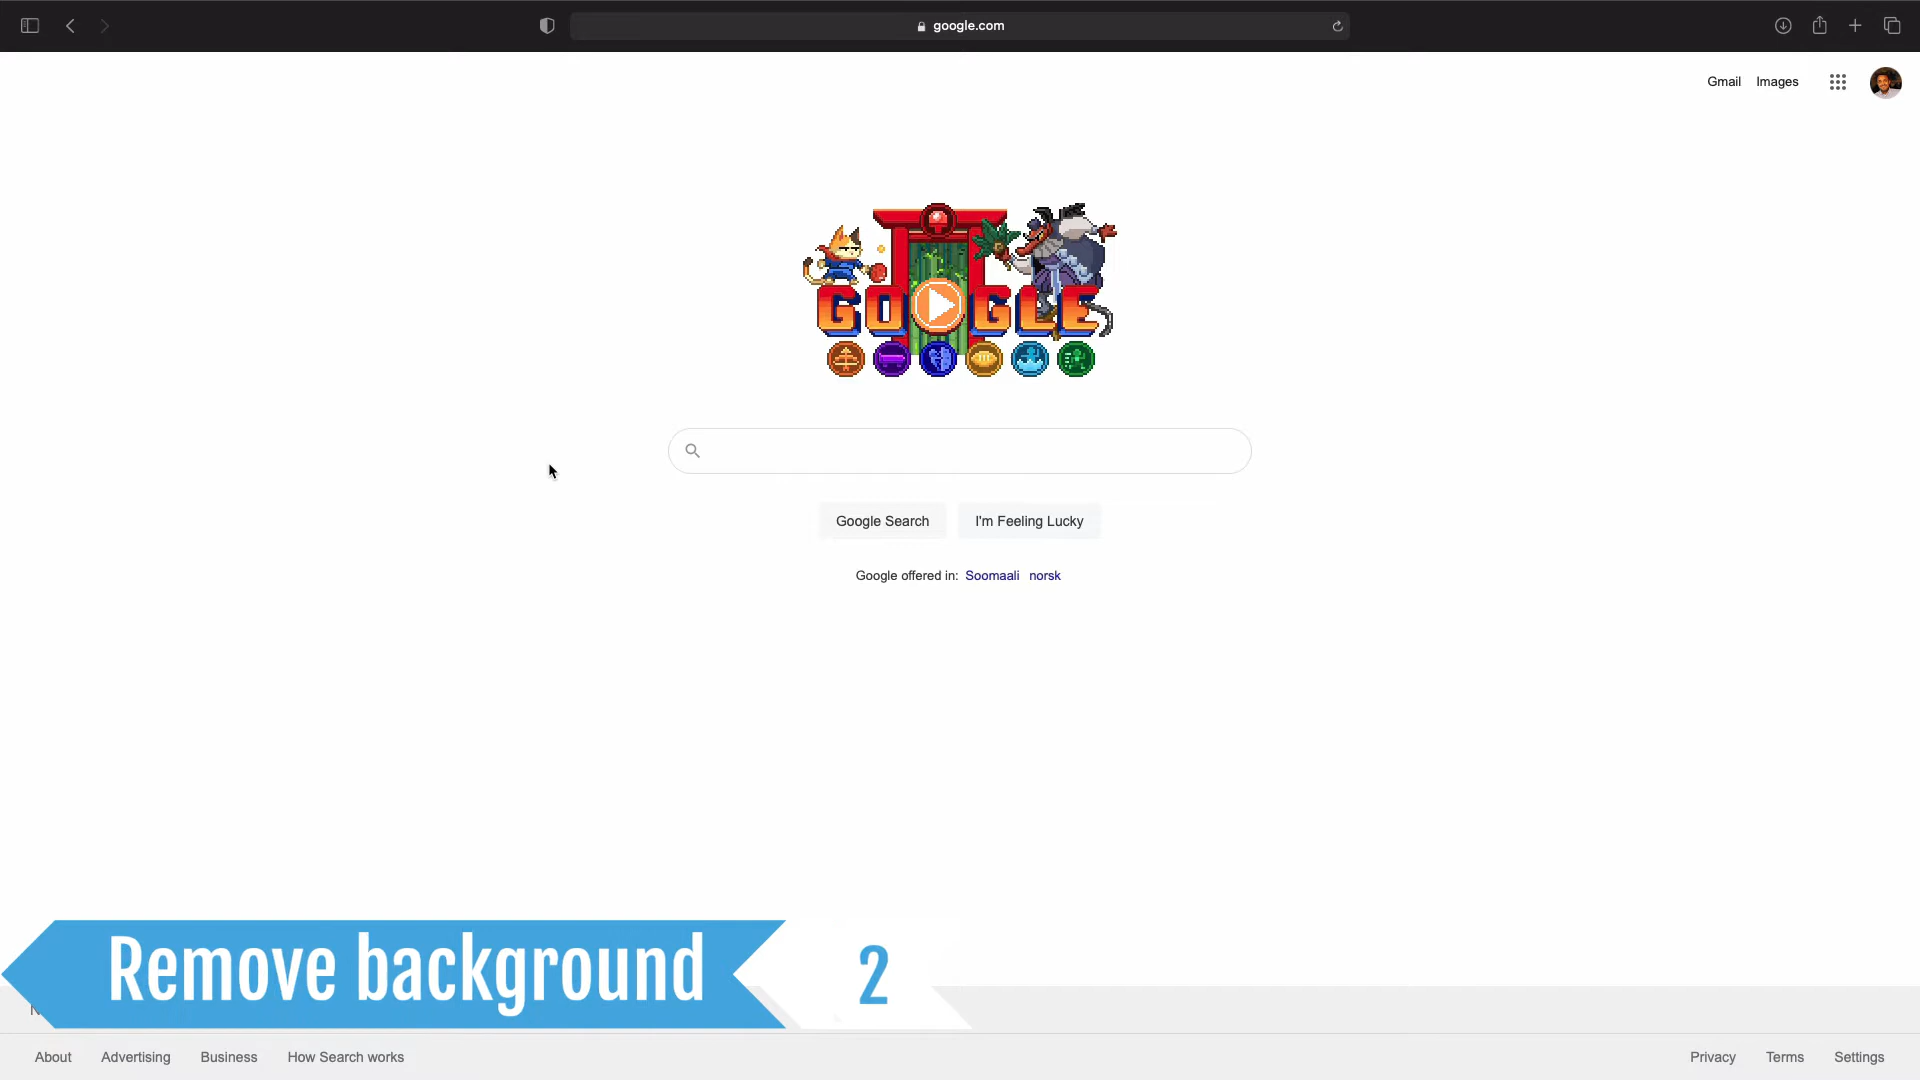 google.com
Gmail Images
GOOGLE
Google Search I'm Feeling Lucky
Google offered in: Soomaali norsk
Remove background 2
About Advertising Business How Search works Privacy Terms Settings